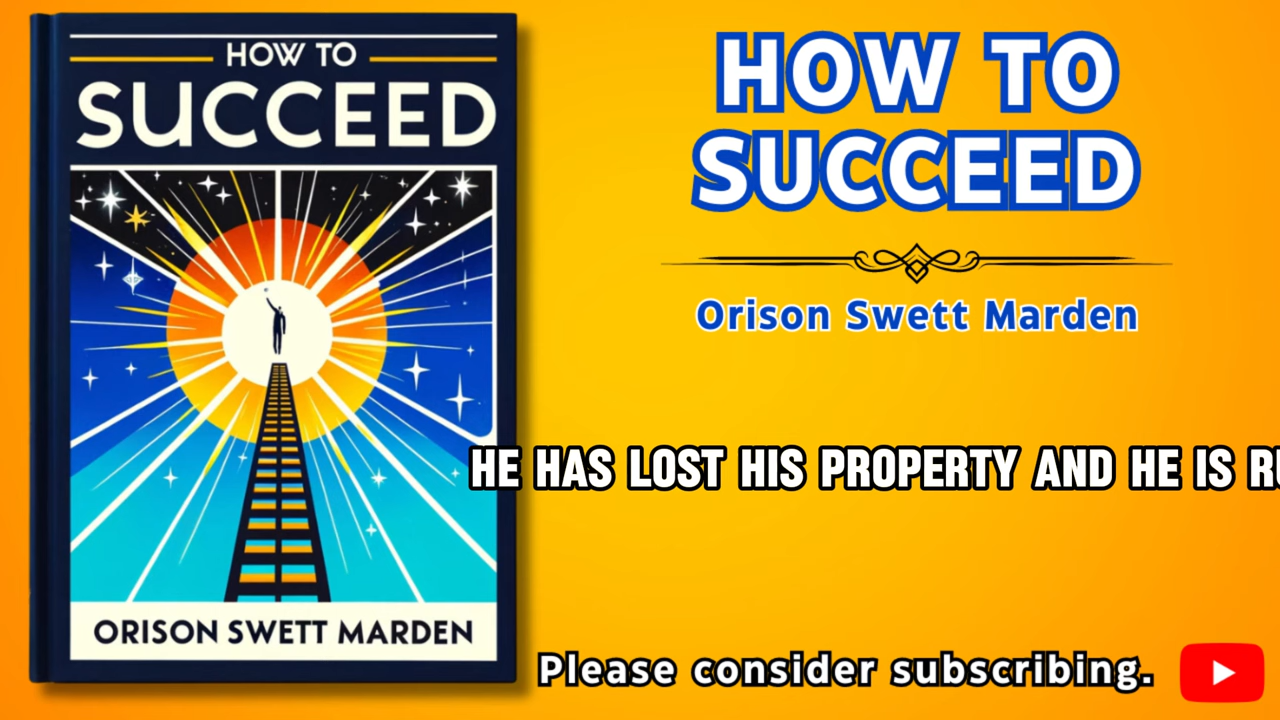 HOW TO
SUCCEED
ORISON SWETT MARDEN
HOW TO
SUCCEED
Orison Swett Marden
HE HAS LOST HIS PROPERTY AND HE IS
Please consider subscribing.